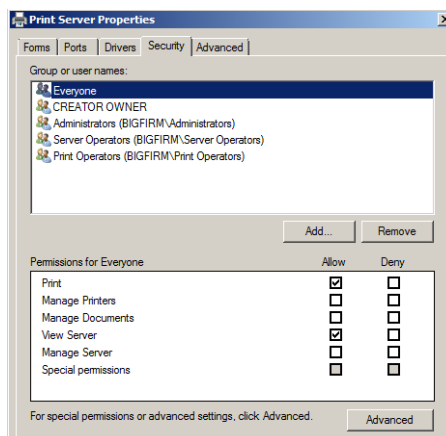 Print Server Properties
Forms Ports Drivers Security Advanced
Group or user names:
Everyone
CREATOR OWNER
Administrators (BIGFIRM\Administrators)
Server Operators (BIGFIRM\Server Operators)
Print Operators (BIGFIRM\Print Operators)
Add... Remove
Permissions for Everyone Allow Deny
Print
Manage Printers
Manage Documents
View Server
Manage Server
Special permissions
For special permissions or advanced settings, click Advanced. Advanced